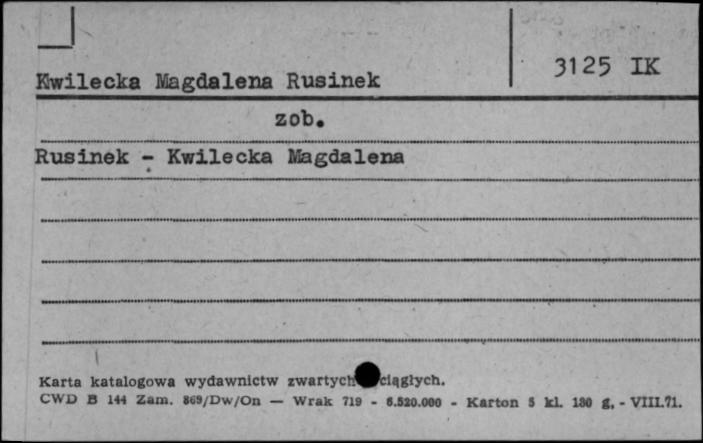 3125 IK
Kwilecka Magdalena Rusinek
zob.
Rusinek - Kwilecka Magdalena
Karta katalogowa wydawnictw zwartych ciągłych.
CWD B 144 Zam. 869/Dw/On — Wrak 719 - 6.520.000 - Karton 5 kl. 180 g. - VIII.71.